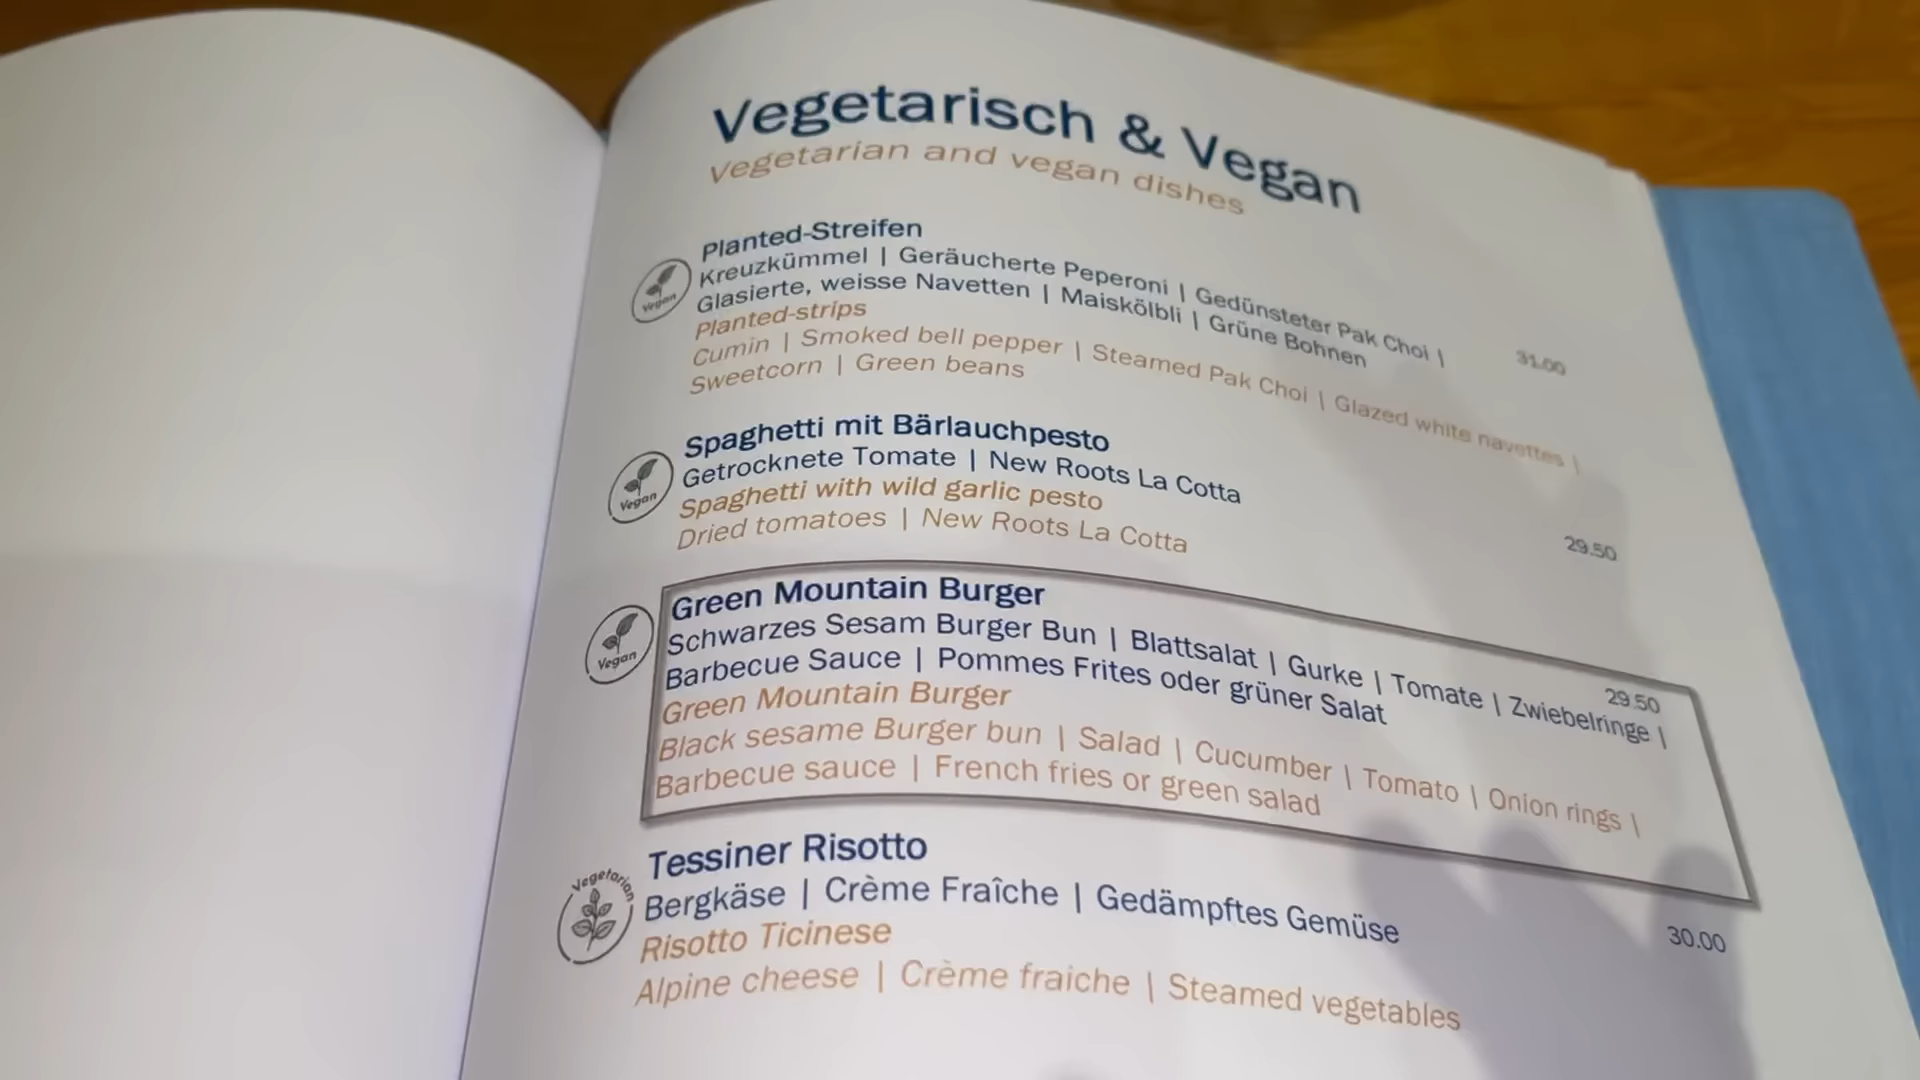 Vegetarisch & Vegan
Vegetarian and vegan dishes
Planted-Streifen
Kreuzkümmel | Geräucherte Peperoni | Gedünsteter Pak Choi |
Glasierte, weisse Navetten | Maiskölbli | Grüne Bohnen
31.00
Planted-strips
Cumin | Smoked bell pepper | Steamed Pak Choi | Glazed white navettes |
Sweetcorn | Green beans
Vegan
Spaghetti mit Bärlauchpesto
Getrocknete Tomate | New Roots La Cotta
Spaghetti with wild garlic pesto
Dried tomatoes | New Roots La Cotta
29.50
Vegan
Green Mountain Burger
Schwarzes Sesam Burger Bun | Blattsalat | Gurke | Tomate | Zwiebelringe |
Barbecue Sauce | Pommes Frites oder grüner Salat
29.50
Green Mountain Burger
Black sesame Burger bun | Salad | Cucumber | Tomato | Onion rings |
Barbecue sauce | French fries or green salad
Vegan
Tessiner Risotto
Bergkäse | Crème Fraîche | Gedämpftes Gemüse
30.00
Risotto Ticinese
Alpine cheese | Crème fraiche | Steamed vegetables
Vegetarian